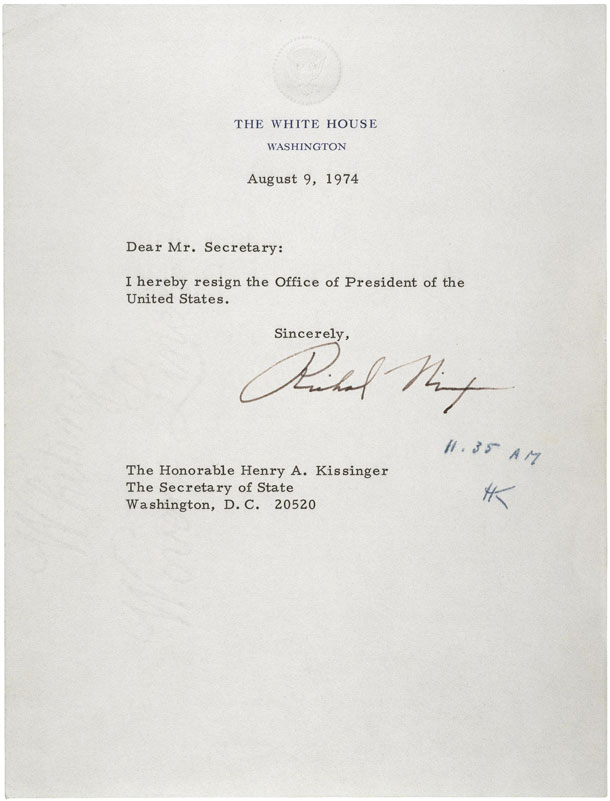 THE WHITE HOUSE
WASHINGTON
August 9, 1974
Dear Mr. Secretary:
I hereby resign the Office of President of the
United States.
Sincerely,
Richard Nixon
11.35 AM
HK
The Honorable Henry A. Kissinger
The Secretary of State
Washington, D. C. 20520